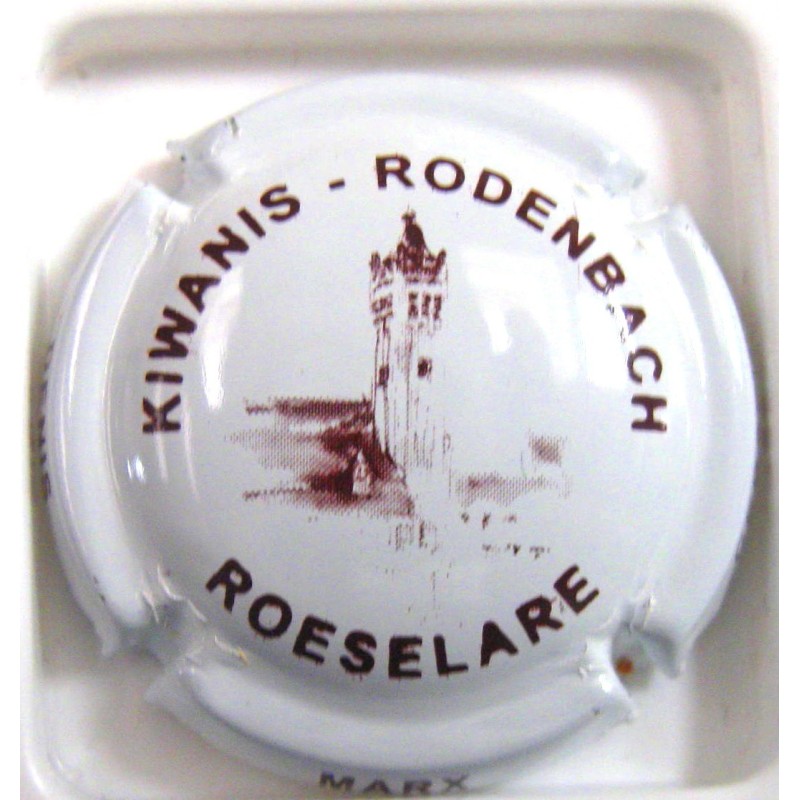 KIWANIS - RODENBACH
ROESELARE
MARX